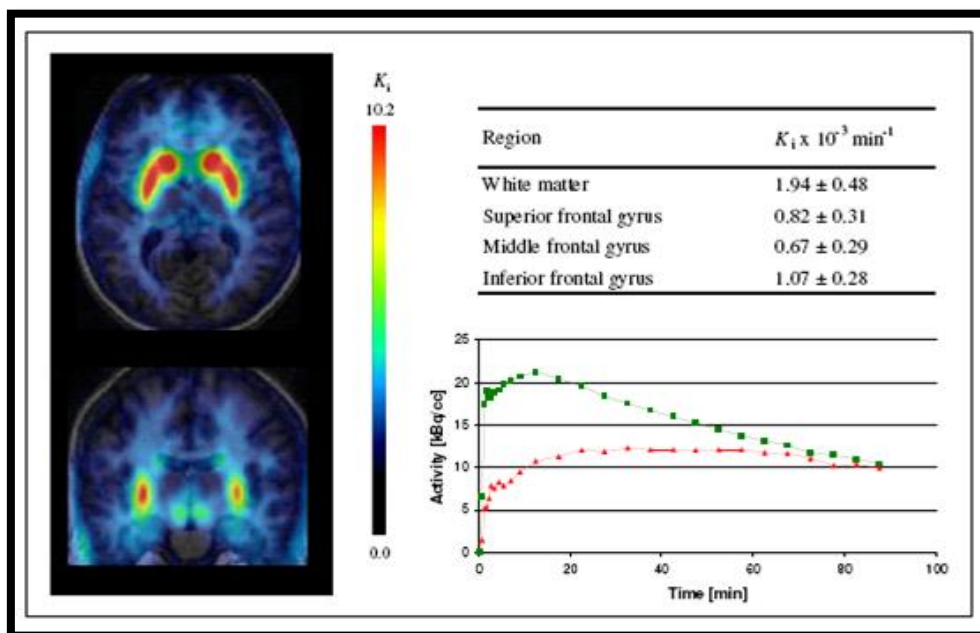 K i
10.2
0.0
Region K i x 10 -3 min -1
White matter 1.94 ± 0.48
Superior frontal gyrus 0.82 ± 0.31
Middle frontal gyrus 0.67 ± 0.29
Inferior frontal gyrus 1.07 ± 0.28
Activity [kBq/cc]
25
20
15
10
5
0
0 20 40 60 80 100
Time [min]